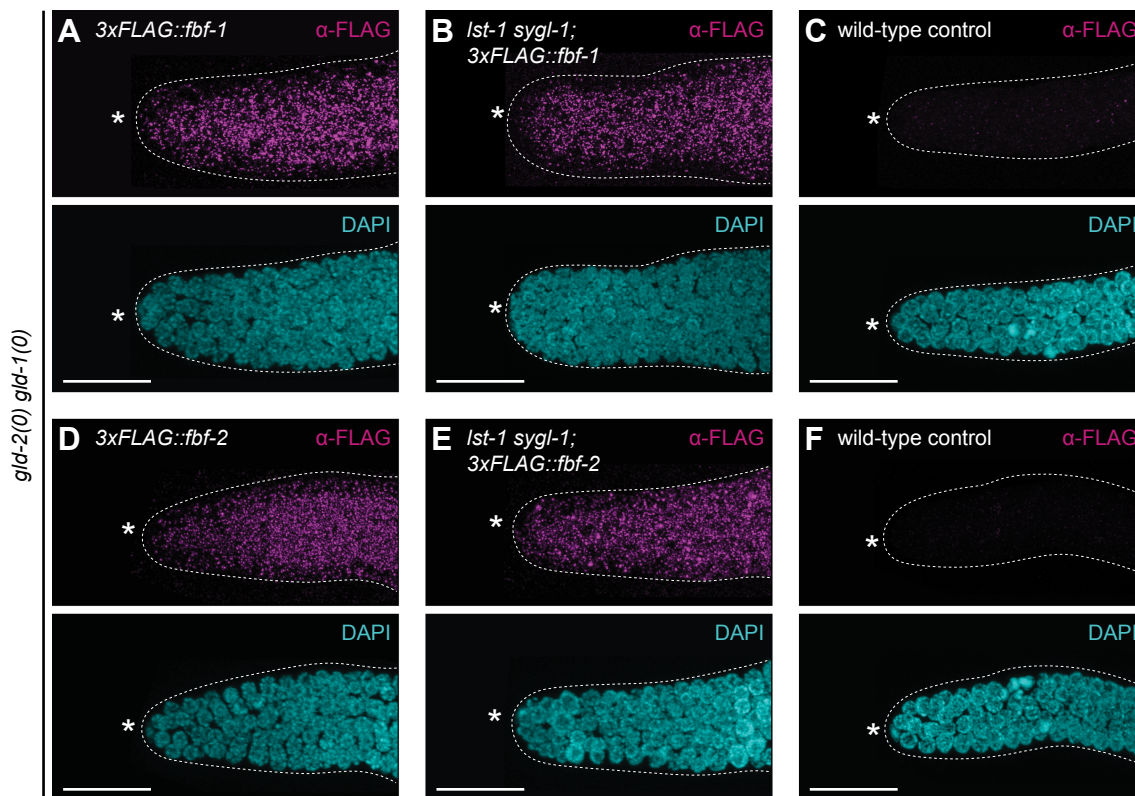 A 3xFLAG::fbf-1 α-FLAG
B lst-1 sygl-1; α-FLAG
3xFLAG::fbf-1
C wild-type control α-FLAG
*
*
*
DAPI
DAPI
DAPI
*
*
*
gld-2(0) gld-1(0)
D 3xFLAG::fbf-2 α-FLAG
E lst-1 sygl-1; α-FLAG
3xFLAG::fbf-2
F wild-type control α-FLAG
*
*
*
DAPI
DAPI
DAPI
*
*
*